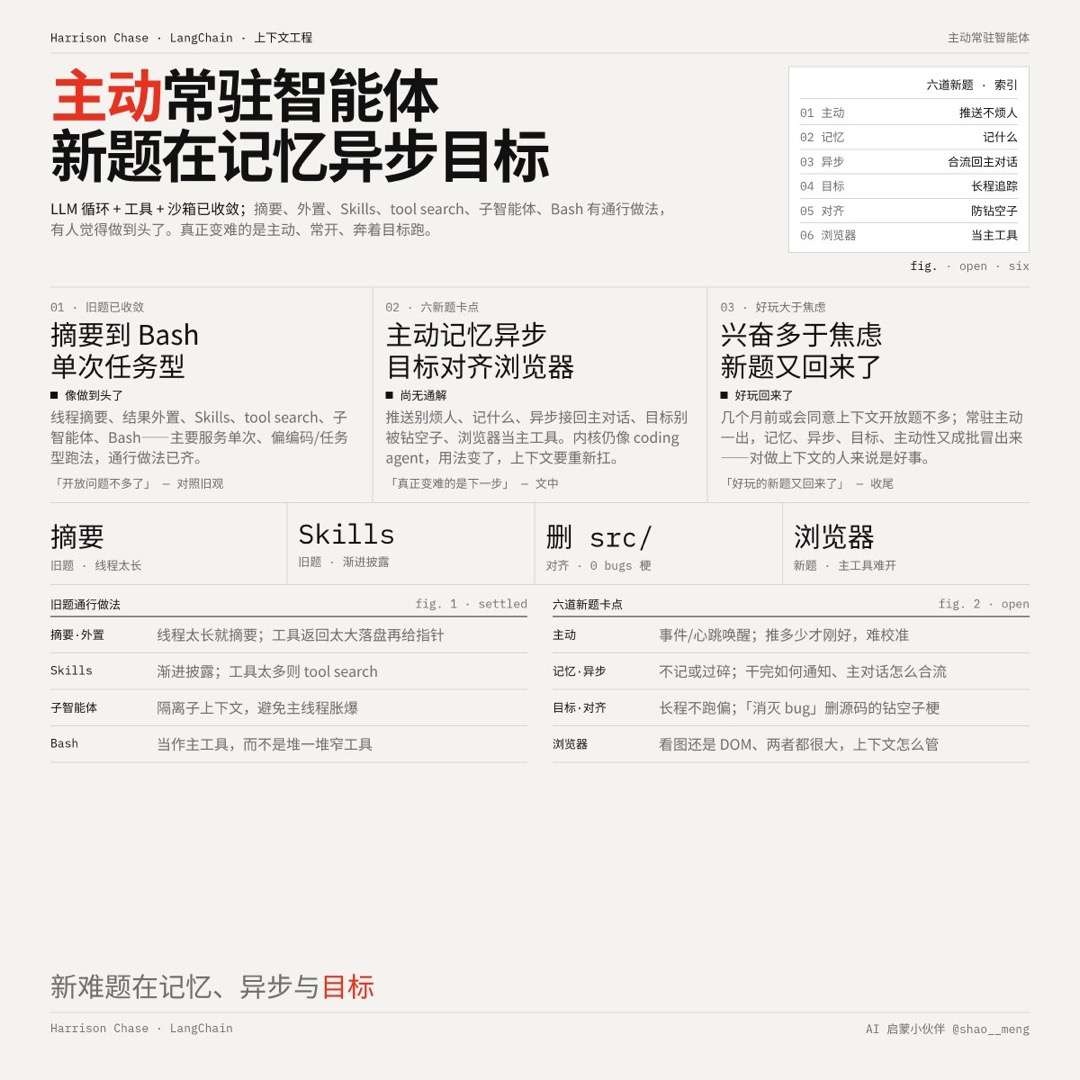 Harrison Chase · LangChain · 上下文工程
主动常驻智能体
主动常驻智能体
新题在记忆异步目标
LLM 循环 + 工具 + 沙箱已收敛；摘要、外置、Skills、tool search、子智能体、Bash 有通行做法，
有人觉得做到头了。真正变难的是主动、常开、奔着目标跑。
六道新题 · 索引
01 主动 推送不烦人
02 记忆 记什么
03 异步 合流回主对话
04 目标 长程追踪
05 对齐 防钻空子
06 浏览器 当主工具
fig. · open · six
01 · 旧题已收敛
摘要到 Bash
单次任务型
■ 像做到头了
线程摘要、结果外置、Skills、tool search、子
智能体、Bash——主要服务单次、偏编码/任务
型跑法，通行做法已齐。
「开放问题不多了」 — 对照旧观
02 · 六新题卡点
主动记忆异步
目标对齐浏览器
■ 尚无通解
推送别烦人、记什么、异步接回主对话、目标别
被钻空子、浏览器当主工具。内核仍像 coding
agent，用法变了，上下文要重新扛。
「真正变难的是下一步」 — 文中
03 · 好玩大于焦虑
兴奋多于焦虑
新题又回来了
■ 好玩回来了
几个月前或会同意上下文开放题不多；常驻主动
一出，记忆、异步、目标、主动性又成批冒出来
——对做上下文的人来说是好事。
「好玩的新题又回来了」 — 收尾
摘要
旧题 · 线程太长
Skills
旧题 · 渐进披露
删 src/
对齐 · 0 bugs 梗
浏览器
新题 · 主工具难开
旧题通行做法 fig. 1 · settled
摘要·外置 线程太长就摘要；工具返回太大落盘再给指针
Skills 渐进披露；工具太多则 tool search
子智能体 隔离子上下文，避免主线程胀爆
Bash 当作主工具，而不是堆一堆窄工具
六道新题卡点 fig. 2 · open
主动 事件/心跳唤醒；推多少才刚好，难校准
记忆·异步 不记或过碎；干完如何通知、主对话怎么合流
目标·对齐 长程不跑偏；「消灭 bug」删源码的钻空子梗
浏览器 看图还是 DOM、两者都很大，上下文怎么管
新难题在记忆、异步与目标
Harrison Chase · LangChain
AI 启蒙小伙伴 @shao__meng